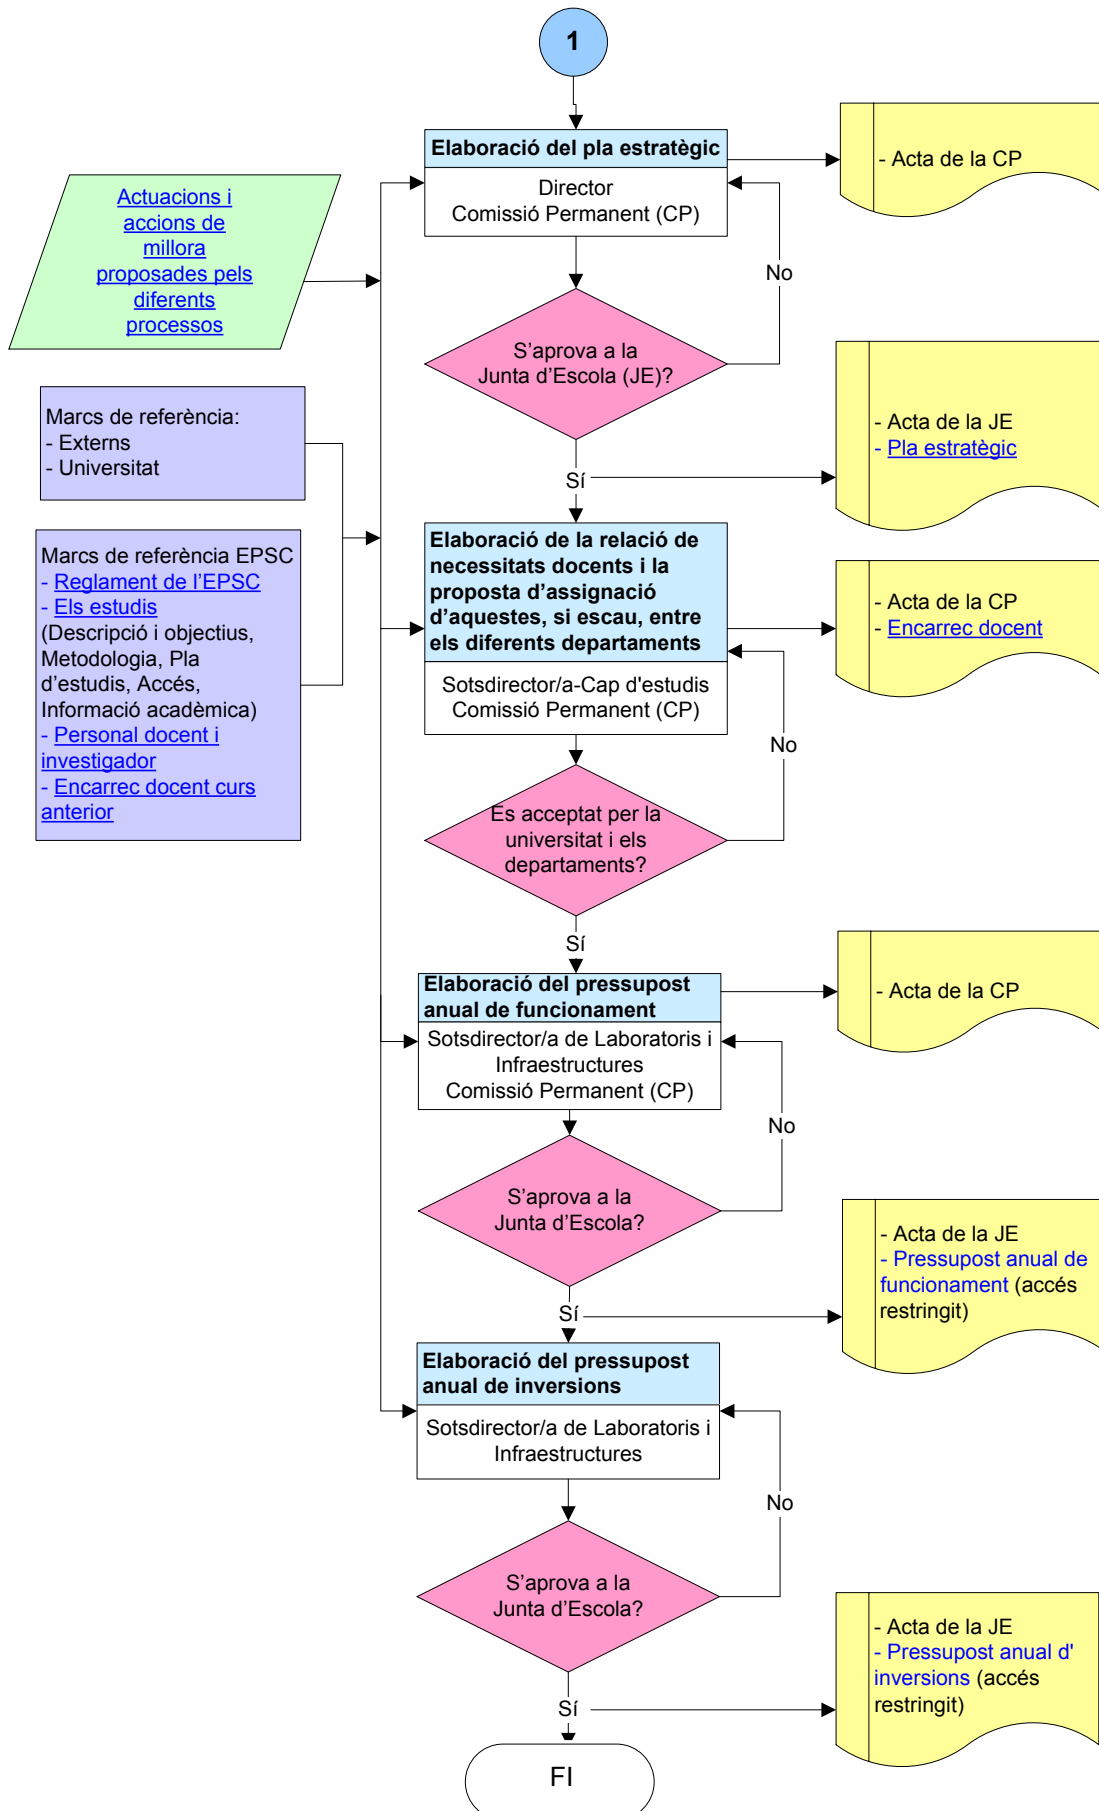 1
Elaboració del pla estratègic
Director
Comissió Permanent (CP)
- Acta de la CP
Actuacions i
accions de
millora
proposades pels
diferents
processos
No
S'aprova a la
Junta d'Escola (JE)?
Marcs de referència:
- Externs
- Universitat
- Acta de la JE
- Pla estratègic
Sí
Marcs de referència EPSC
- Reglament de l'EPSC
- Els estudis
(Descripció i objectius,
Metodologia, Pla
d'estudis, Accés,
Informació acadèmica)
- Personal docent i
investigador
- Encarrec docent curs
anterior
Elaboració de la relació de
necessitats docents i la
proposta d'assignació
d'aquestes, si escau, entre
els diferents departaments
Sotsdirector/a-Cap d'estudis
Comissió Permanent (CP)
- Acta de la CP
- Encarrec docent
No
Es acceptat per la
universitat i els
departaments?
Sí
Elaboració del pressupost
anual de funcionament
Sotsdirector/a de Laboratoris i
Infraestructures
Comissió Permanent (CP)
- Acta de la CP
No
S'aprova a la
Junta d'Escola?
- Acta de la JE
- Pressupost anual de
funcionament (accés
restringit)
Sí
Elaboració del pressupost
anual de inversions
Sotsdirector/a de Laboratoris i
Infraestructures
No
S'aprova a la
Junta d'Escola?
- Acta de la JE
- Pressupost anual d'
inversions (accés
restringit)
Sí
FI